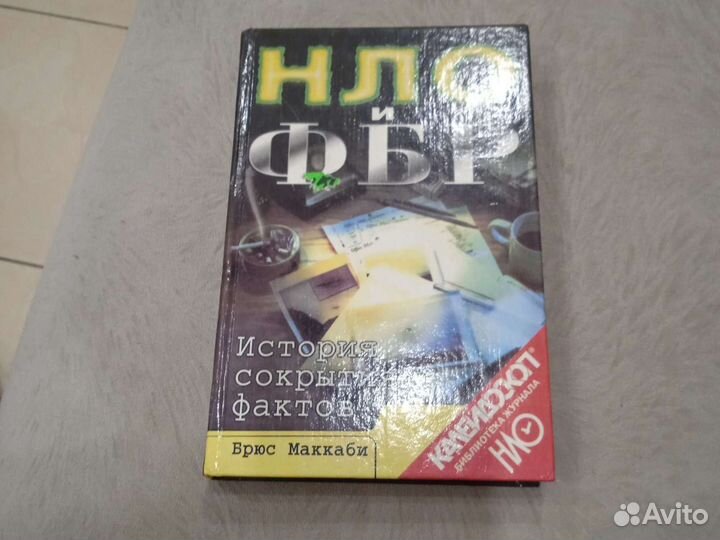 НЛО
и
ФБР
История
сокрытия
фактов
Брюс Маккаби
КАЛЕЙДОСКОП
БИБЛИОТЕКА ЖУРНАЛА
НЛО
Avito